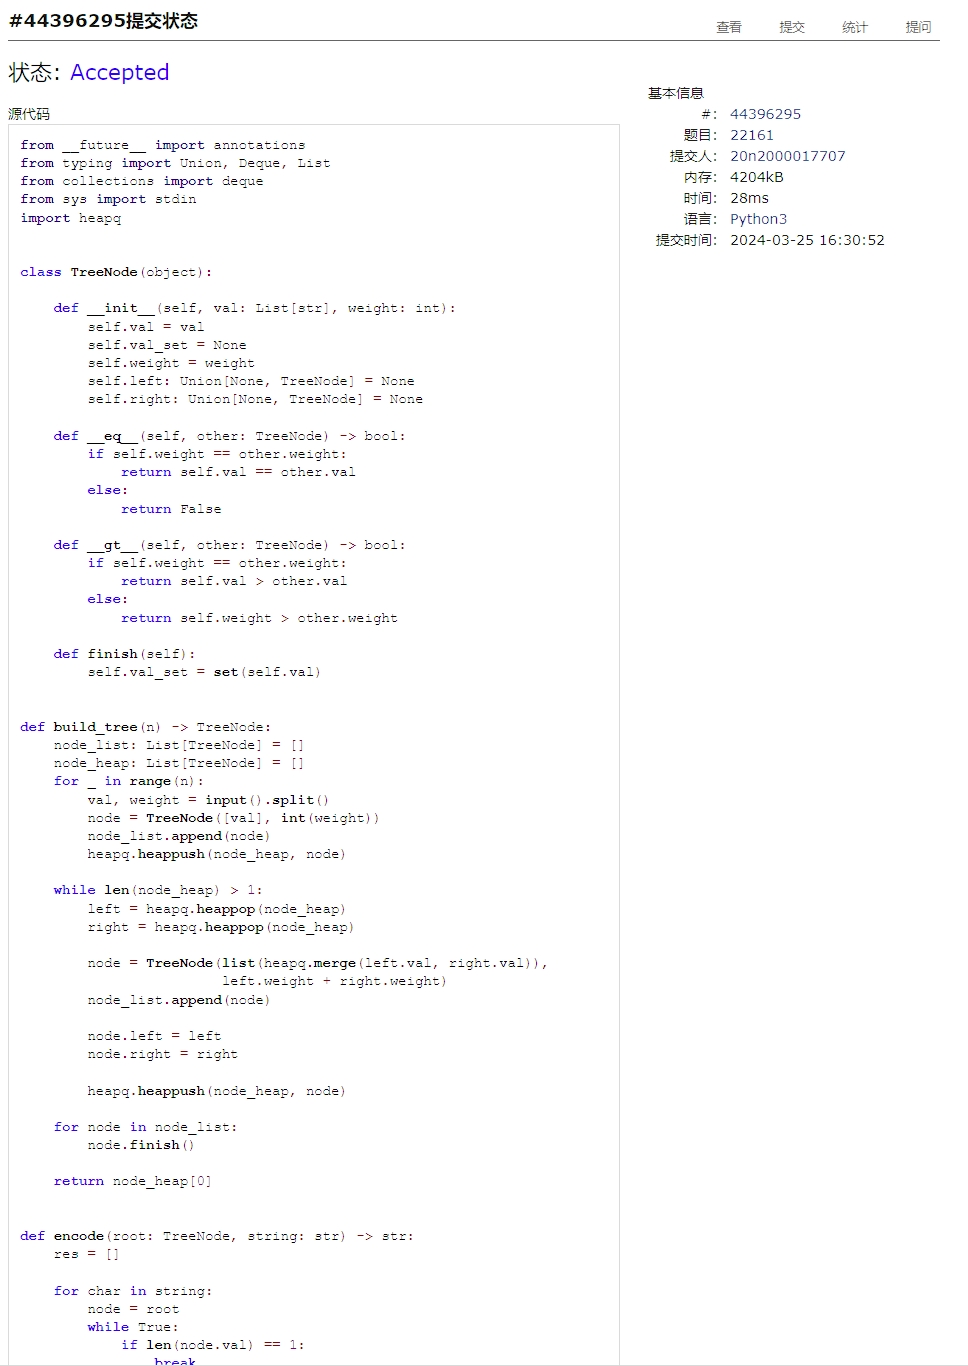 #44396295提交状态
查看 提交 统计 提问
状态: Accepted
源代码
from __future__ import annotations
from typing import Union, Deque, List
from collections import deque
from sys import stdin
import heapq
class TreeNode(object):
    def __init__(self, val: List[str], weight: int):
        self.val = val
        self.val_set = None
        self.weight = weight
        self.left: Union[None, TreeNode] = None
        self.right: Union[None, TreeNode] = None
    def __eq__(self, other: TreeNode) -> bool:
        if self.weight == other.weight:
            return self.val == other.val
        else:
            return False
    def __gt__(self, other: TreeNode) -> bool:
        if self.weight == other.weight:
            return self.val > other.val
        else:
            return self.weight > other.weight
    def finish(self):
        self.val_set = set(self.val)
def build_tree(n) -> TreeNode:
    node_list: List[TreeNode] = []
    node_heap: List[TreeNode] = []
    for _ in range(n):
        val, weight = input().split()
        node = TreeNode([val], int(weight))
        node_list.append(node)
        heapq.heappush(node_heap, node)
    while len(node_heap) > 1:
        left = heapq.heappop(node_heap)
        right = heapq.heappop(node_heap)
        node = TreeNode(list(heapq.merge(left.val, right.val)),
                        left.weight + right.weight)
        node_list.append(node)
        node.left = left
        node.right = right
        heapq.heappush(node_heap, node)
    for node in node_list:
        node.finish()
    return node_heap[0]
def encode(root: TreeNode, string: str) -> str:
    res = []
    for char in string:
        node = root
        while True:
            if len(node.val) == 1:
                break
基本信息
#: 44396295
题目: 22161
提交人: 20n2000017707
内存: 4204kB
时间: 28ms
语言: Python3
提交时间: 2024-03-25 16:30:52